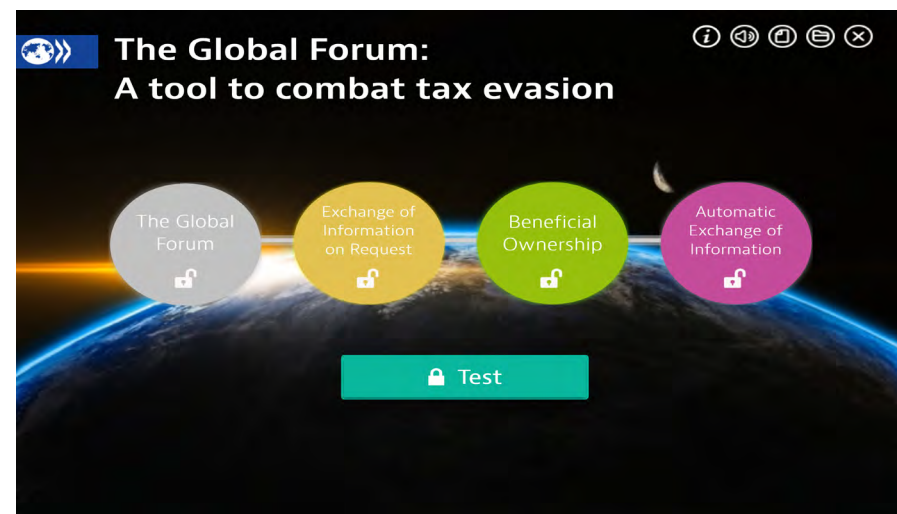 The Global Forum:
A tool to combat tax evasion
The Global
Forum
Exchange of
Information
on Request
Beneficial
Ownership
Automatic
Exchange of
Information
Test